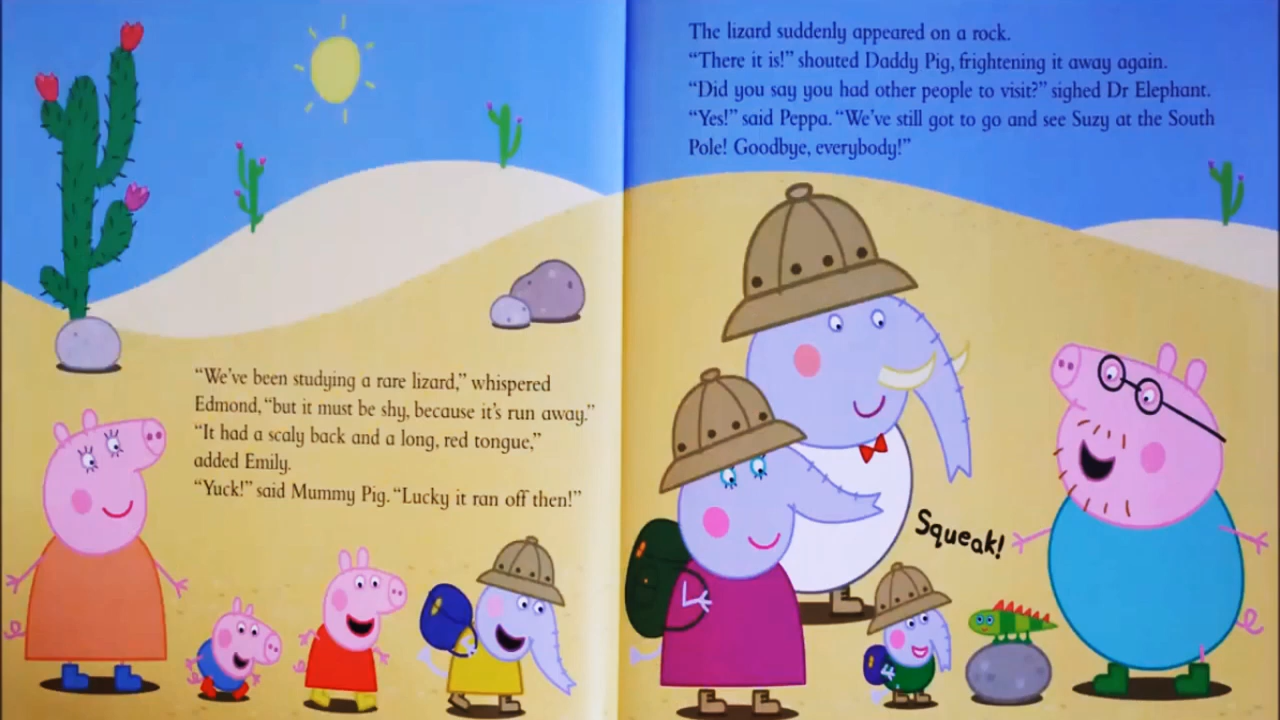 “We’ve been studying a rare lizard,” whispered
Edmond, “but it must be shy, because it’s run away.”
“It had a scaly back and a long, red tongue,”
added Emily.
“Yuck!” said Mummy Pig. “Lucky it ran off then!”
The lizard suddenly appeared on a rock.
“There it is!” shouted Daddy Pig, frightening it away again.
“Did you say you had other people to visit?” sighed Dr Elephant.
“Yes!” said Peppa. “We’ve still got to go and see Suzy at the South
Pole! Goodbye, everybody!”
Squeak!